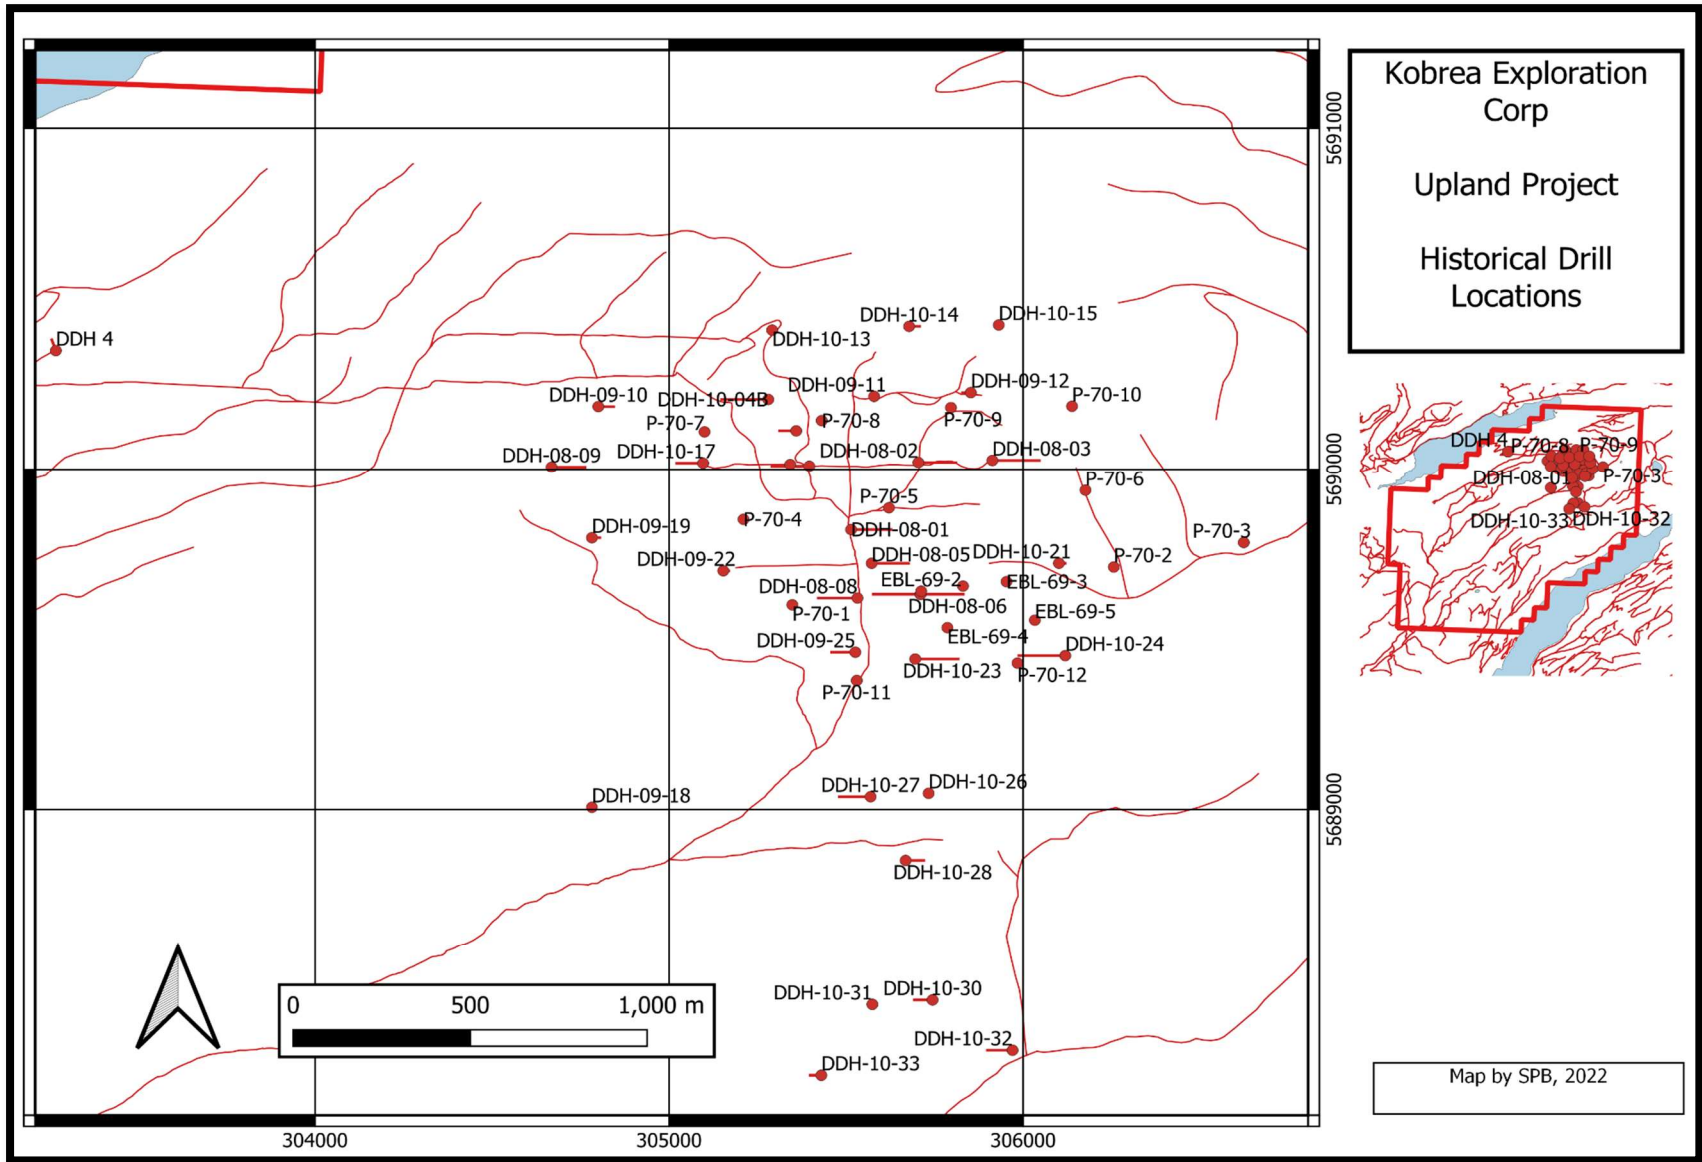 Kobrea Exploration
Corp
Upland Project
Historical Drill
Locations
5691000
5690000
5689000
304000
305000
306000
DDH-10-14
DDH-10-15
DDH 4
DDH-10-13
DDH-09-11
DDH-09-12
DDH-09-10
DDH-10-04B
P-70-10
P-70-7
P-70-8
P-70-9
DDH-08-09
DDH-10-17
DDH-08-02
DDH-08-03
P-70-6
P-70-5
P-70-4
DDH-09-19
DDH-08-01
P-70-3
DDH-09-22
DDH-08-05
DDH-10-21
P-70-2
DDH-08-08
EBL-69-2
EBL-69-3
P-70-1
DDH-08-06
EBL-69-5
DDH-09-25
EBL-69-4
DDH-10-24
DDH-10-23
P-70-12
P-70-11
DDH-10-27
DDH-10-26
DDH-09-18
DDH-10-28
DDH-10-31
DDH-10-30
DDH-10-32
DDH-10-33
0 500 1,000 m
DDH 4
P-70-8
P-70-9
DDH-08-01
P-70-3
DDH-10-33
DDH-10-32
Map by SPB, 2022